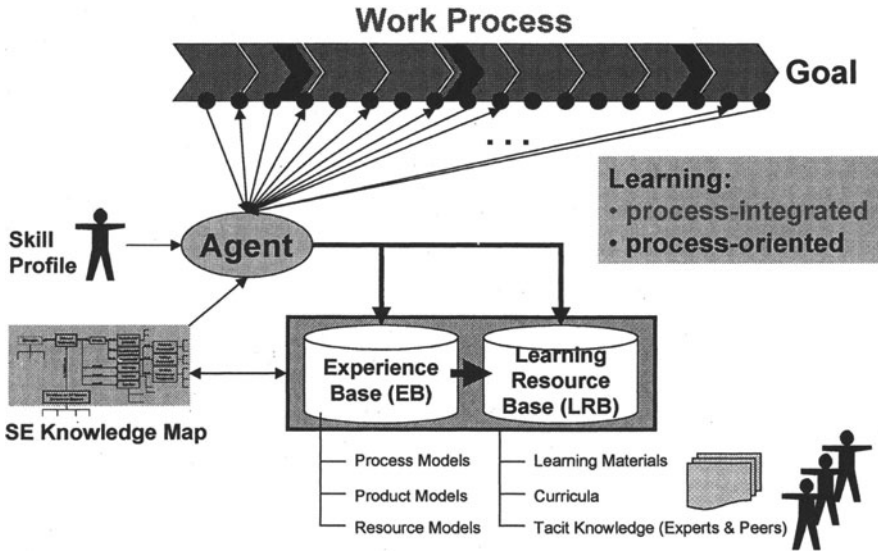 Work Process
Goal
. . .
Learning:
• process-integrated
• process-oriented
Skill
Profile
Agent
SE Knowledge Map
Experience
Base (EB)
Learning
Resource
Base (LRB)
Process Models
Product Models
Resource Models
Learning Materials
Curricula
Tacit Knowledge (Experts & Peers)